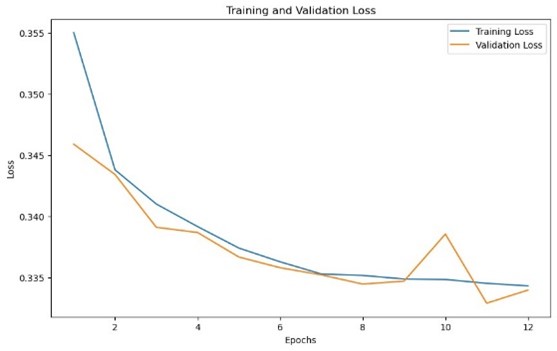 Training and Validation Loss
Training Loss
Validation Loss
0.355
0.350
0.345
0.340
0.335
Loss
2 4 6 8 10 12
Epochs